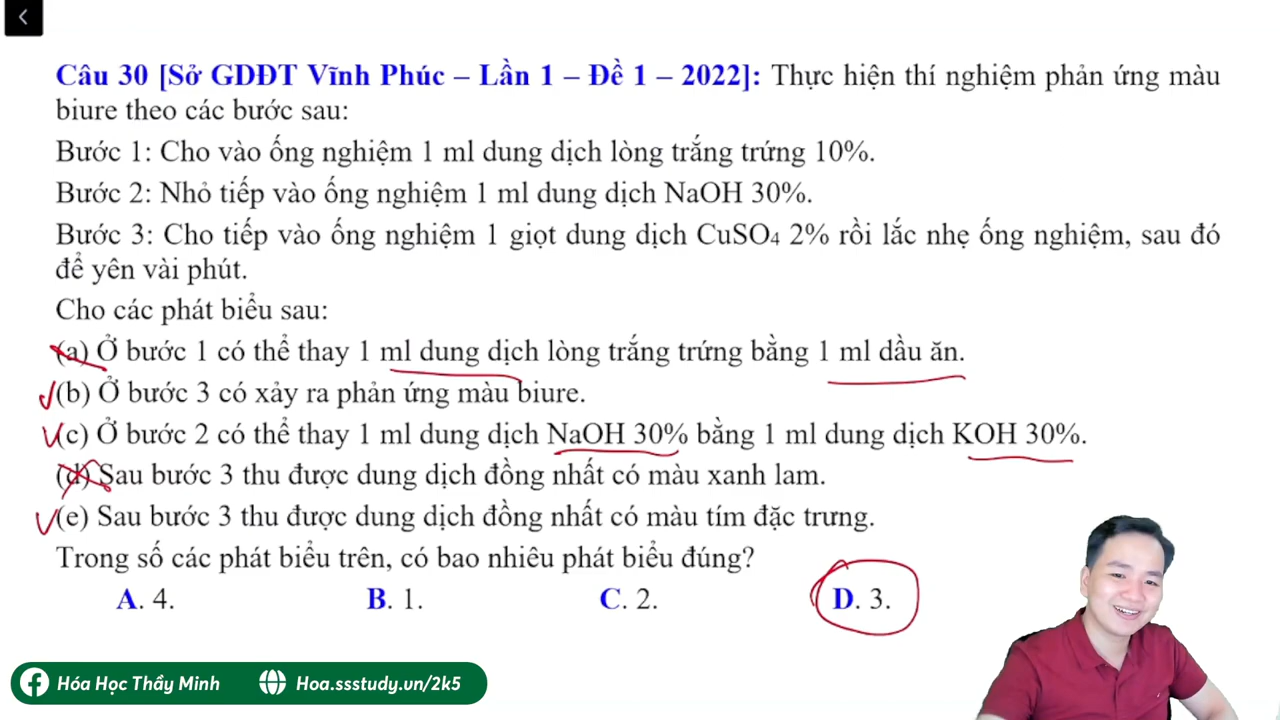 Câu 30 [Sở GDĐT Vĩnh Phúc – Lần 1 – Đề 1 – 2022]: Thực hiện thí nghiệm phản ứng màu
biure theo các bước sau:
Bước 1: Cho vào ống nghiệm 1 ml dung dịch lòng trắng trứng 10%.
Bước 2: Nhỏ tiếp vào ống nghiệm 1 ml dung dịch NaOH 30%.
Bước 3: Cho tiếp vào ống nghiệm 1 giọt dung dịch CuSO4 2% rồi lắc nhẹ ống nghiệm, sau đó
để yên vài phút.
Cho các phát biểu sau:
(a) Ở bước 1 có thể thay 1 ml dung dịch lòng trắng trứng bằng 1 ml dầu ăn.
(b) Ở bước 3 có xảy ra phản ứng màu biure.
(c) Ở bước 2 có thể thay 1 ml dung dịch NaOH 30% bằng 1 ml dung dịch KOH 30%.
(d) Sau bước 3 thu được dung dịch đồng nhất có màu xanh lam.
(e) Sau bước 3 thu được dung dịch đồng nhất có màu tím đặc trưng.
Trong số các phát biểu trên, có bao nhiêu phát biểu đúng?
A. 4. B. 1. C. 2. D. 3.
Hóa Học Thầy Minh Hoa.ssstudy.vn/2k5